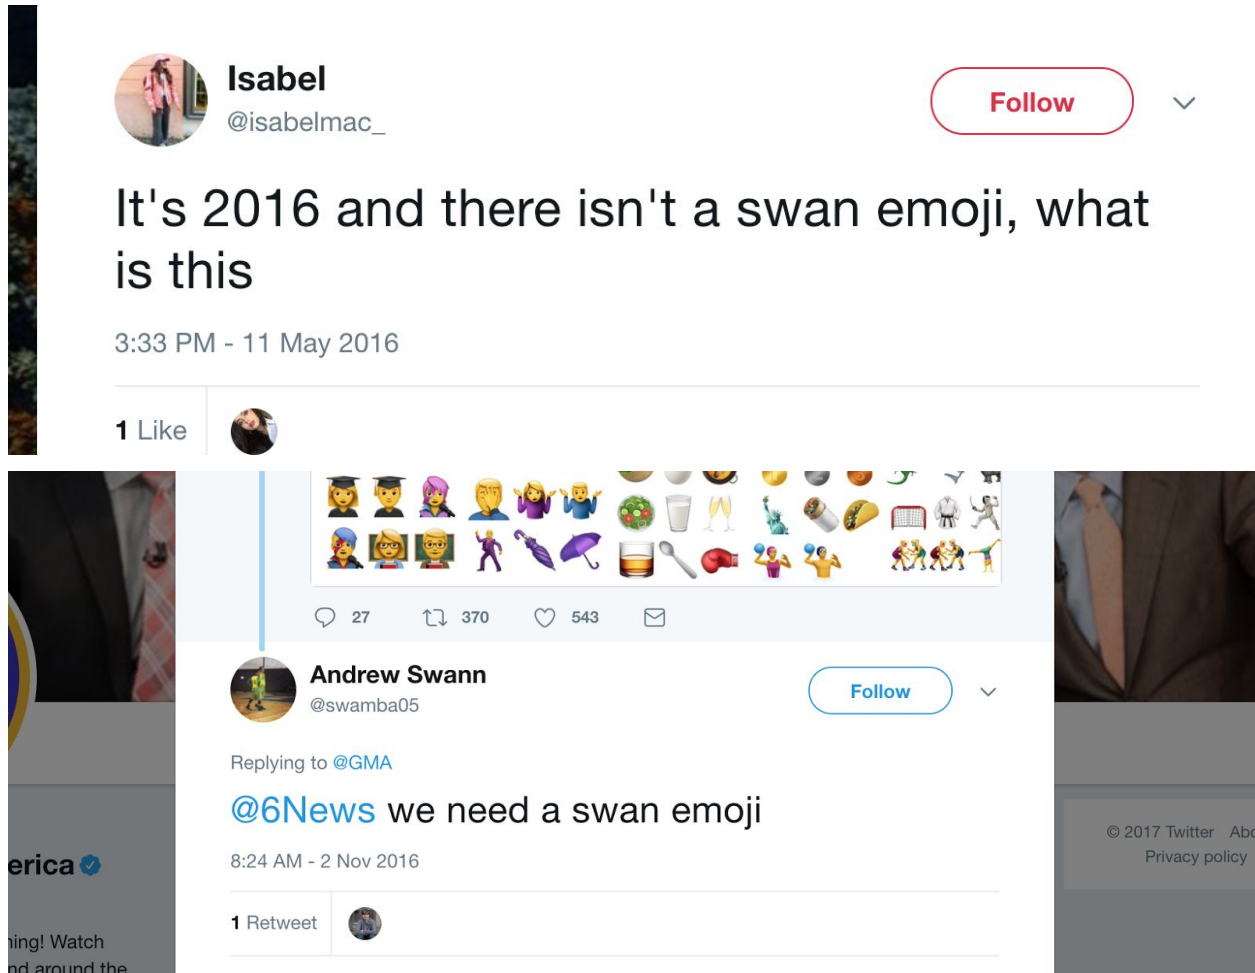 Isabel
@isabelmac_
Follow
It's 2016 and there isn't a swan emoji, what
is this
3:33 PM - 11 May 2016
1 Like
27 370 543
Andrew Swann
@swamba05
Follow
Replying to @GMA
@6News we need a swan emoji
8:24 AM - 2 Nov 2016
1 Retweet
erica
ning! Watch
nd around the
© 2017 Twitter Abo
Privacy policy